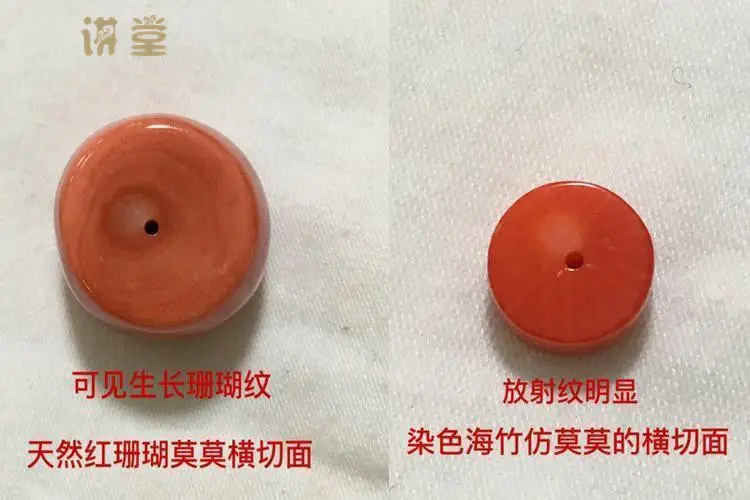 讲堂
可见生长珊瑚纹
天然红珊瑚莫莫横切面
放射纹明显
染色海竹仿莫莫的横切面